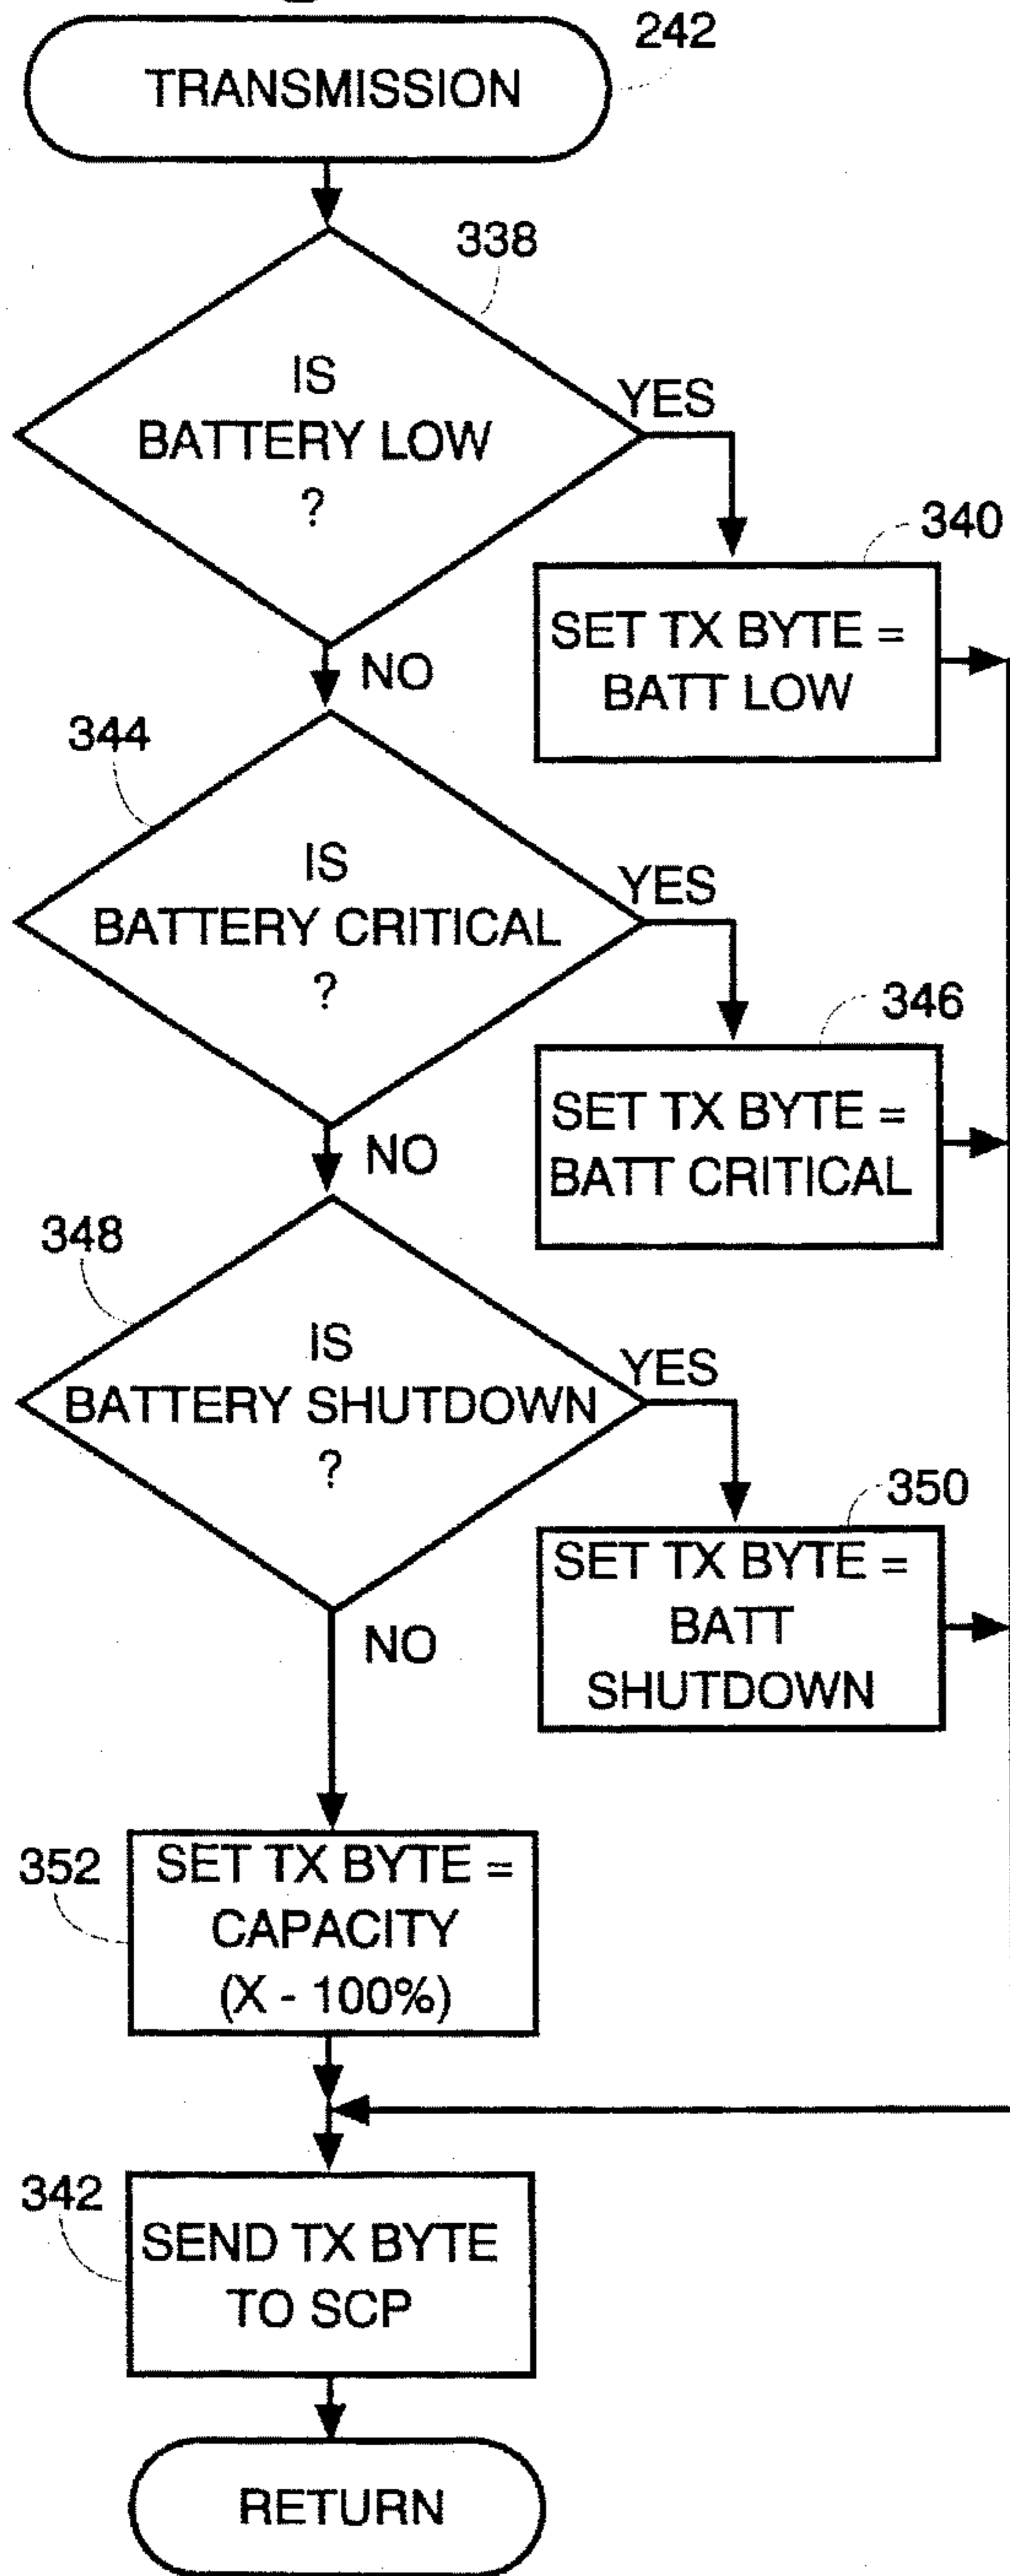 242
TRANSMISSION
338
IS
BATTERY LOW
?
YES
340
SET TX BYTE =
BATT LOW
NO
344
IS
BATTERY CRITICAL
?
YES
346
SET TX BYTE =
BATT CRITICAL
NO
348
IS
BATTERY SHUTDOWN
?
YES
350
SET TX BYTE =
BATT
SHUTDOWN
NO
352
SET TX BYTE =
CAPACITY
(X - 100%)
342
SEND TX BYTE
TO SCP
RETURN